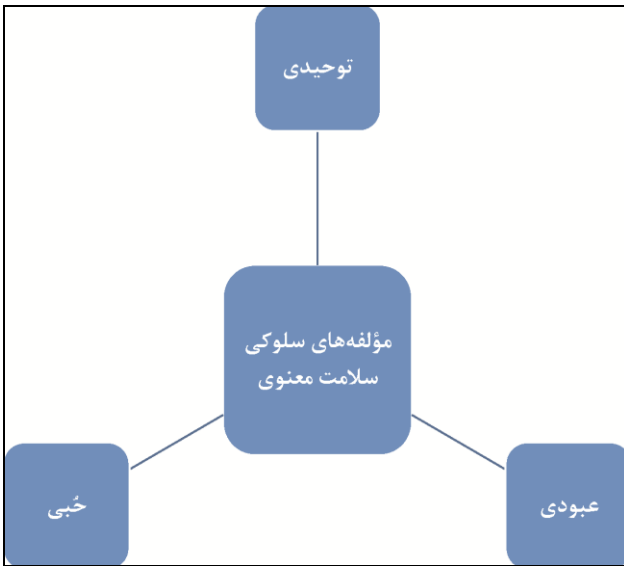 توحیدی
مؤلفه‌های سلوکی
سلامت معنوی
عبودی
حُبی